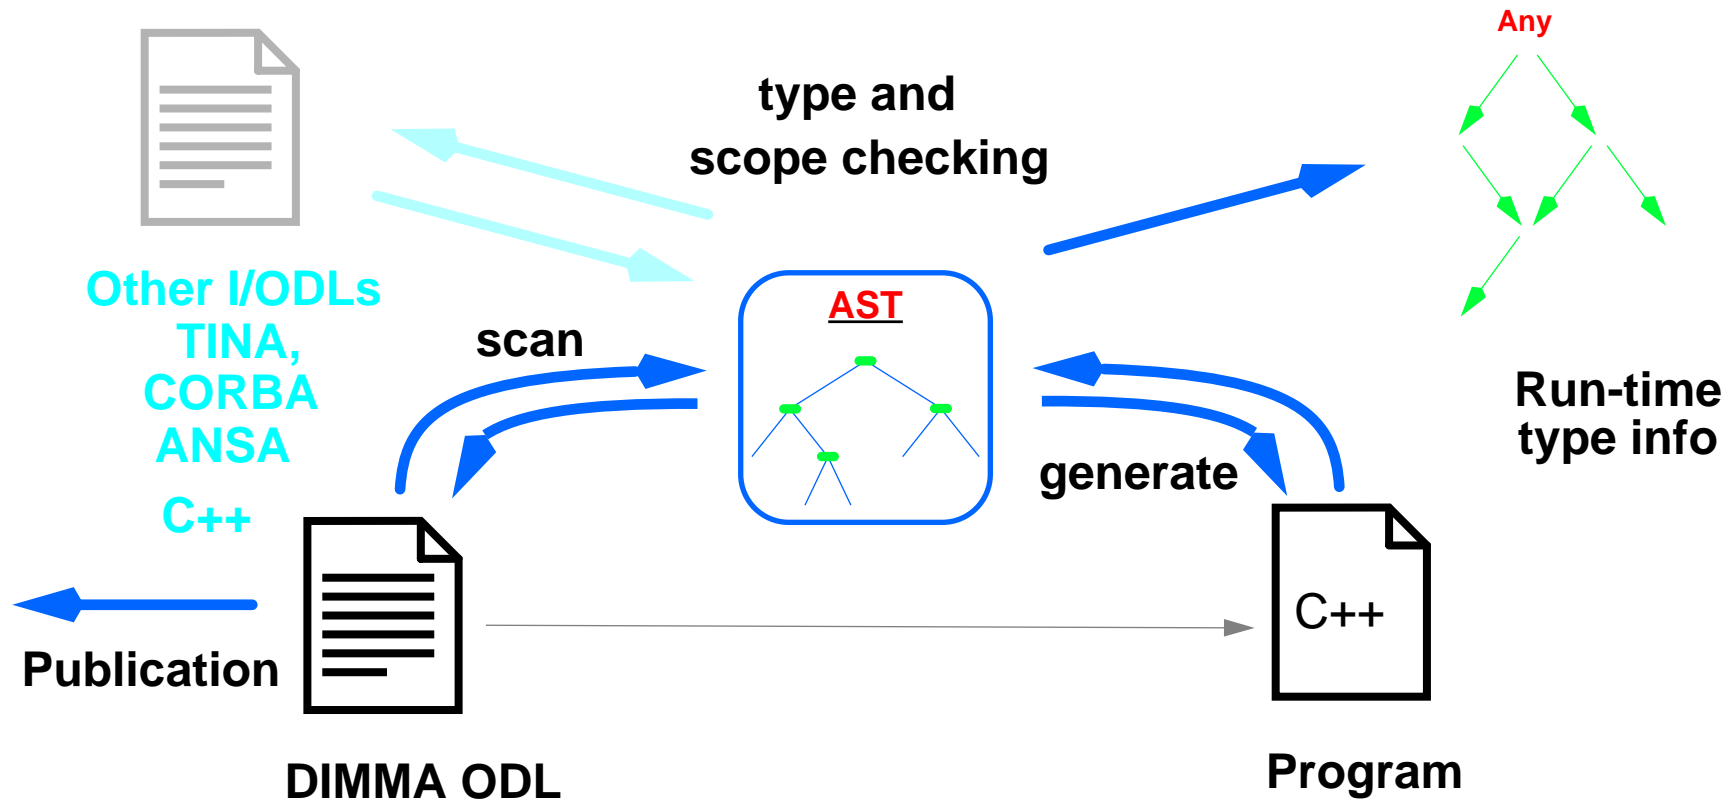 Any
type and
scope checking
Other I/ODLs
TINA,
CORBA
ANSA
C++
AST
scan
Run-time
type info
generate
C++
Publication
DIMMA ODL
Program